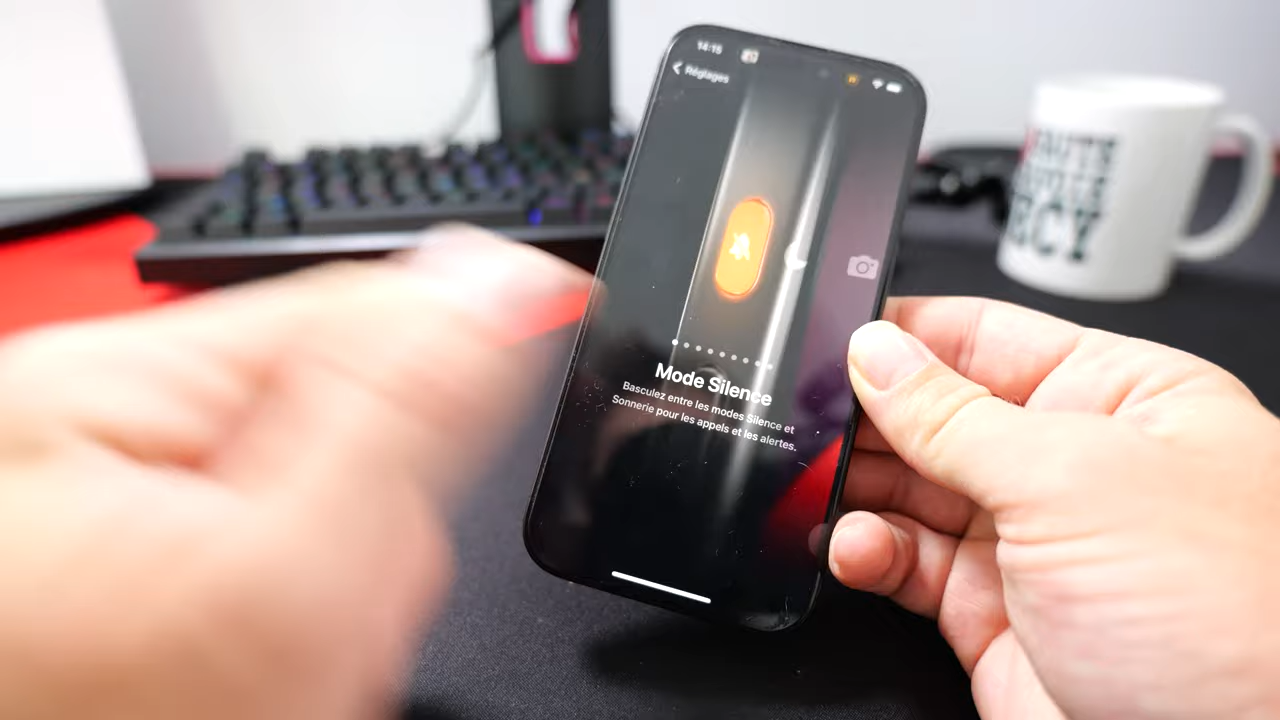 14:15
Réglages
Mode Silence
Basculez entre les modes Silence et
Sonnerie pour les appels et les alertes.